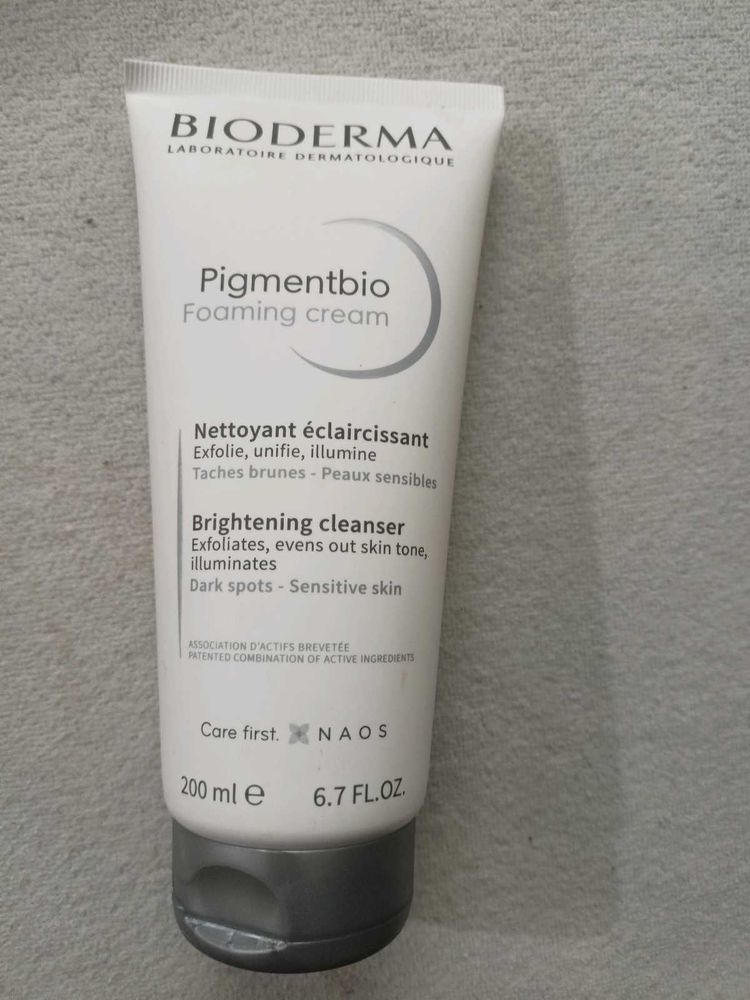 BIODERMA
LABORATOIRE DERMATOLOGIQUE
Pigmentbio
Foaming cream
Nettoyant éclaircissant
Exfolie, unifie, illumine
Taches brunes - Peaux sensibles
Brightening cleanser
Exfoliates, evens out skin tone,
illuminates
Dark spots - Sensitive skin
ASSOCIATION D'ACTIFS BREVETÉE
PATENTED COMBINATION OF ACTIVE INGREDIENTS
Care first. NAOS
200 ml ℮ 6.7 FL.OZ.